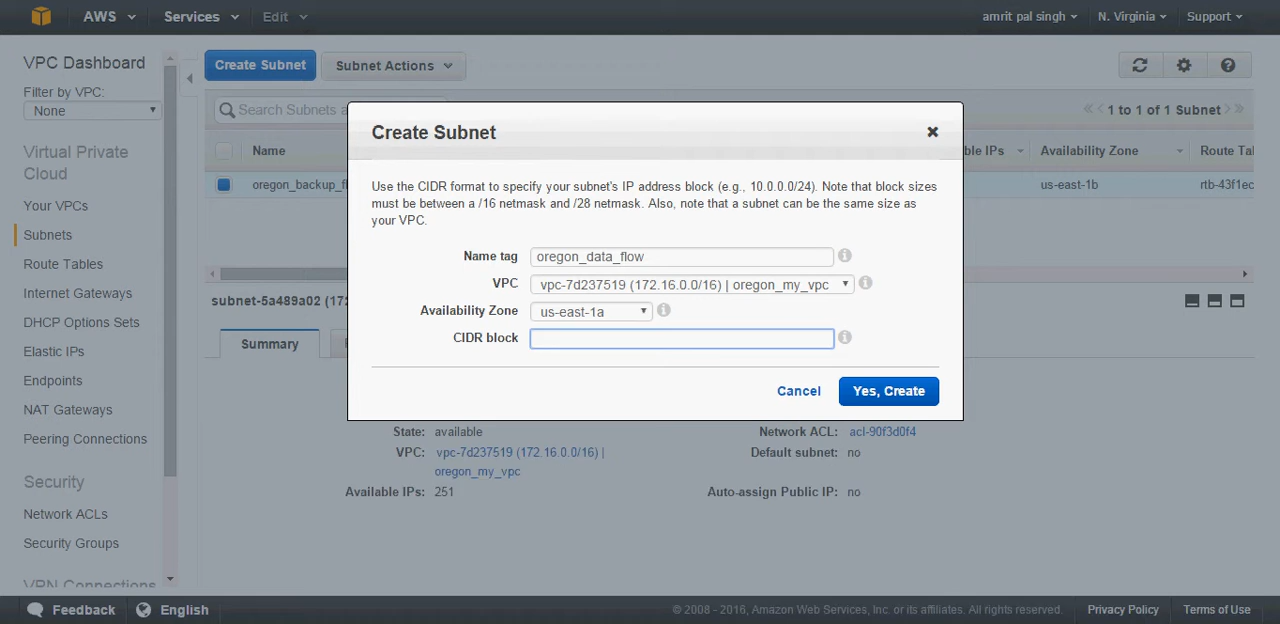 AWS Services Edit amrit pal singh N. Virginia Support
VPC Dashboard
Filter by VPC:
None
Virtual Private
Cloud
Your VPCs
Subnets
Route Tables
Internet Gateways
DHCP Options Sets
Elastic IPs
Endpoints
NAT Gateways
Peering Connections
Security
Network ACLs
Security Groups
VPN Connections
Create Subnet Subnet Actions
Search Subnets a
1 to 1 of 1 Subnet
Name ble IPs Availability Zone Route Ta
oregon_backup_fl us-east-1b rtb-43f1ec
Create Subnet
Use the CIDR format to specify your subnet's IP address block (e.g., 10.0.0.0/24). Note that block sizes
must be between a /16 netmask and /28 netmask. Also, note that a subnet can be the same size as
your VPC.
Name tag oregon_data_flow
VPC vpc-7d237519 (172.16.0.0/16) | oregon_my_vpc
Availability Zone us-east-1a
CIDR block
Cancel Yes, Create
subnet-5a489a02 (172
Summary
State: available Network ACL: acl-90f3d0f4
VPC: vpc-7d237519 (172.16.0.0/16) | Default subnet: no
oregon_my_vpc
Available IPs: 251 Auto-assign Public IP: no
Feedback English © 2008 - 2016, Amazon Web Services, Inc. or its affiliates. All rights reserved. Privacy Policy Terms of Use